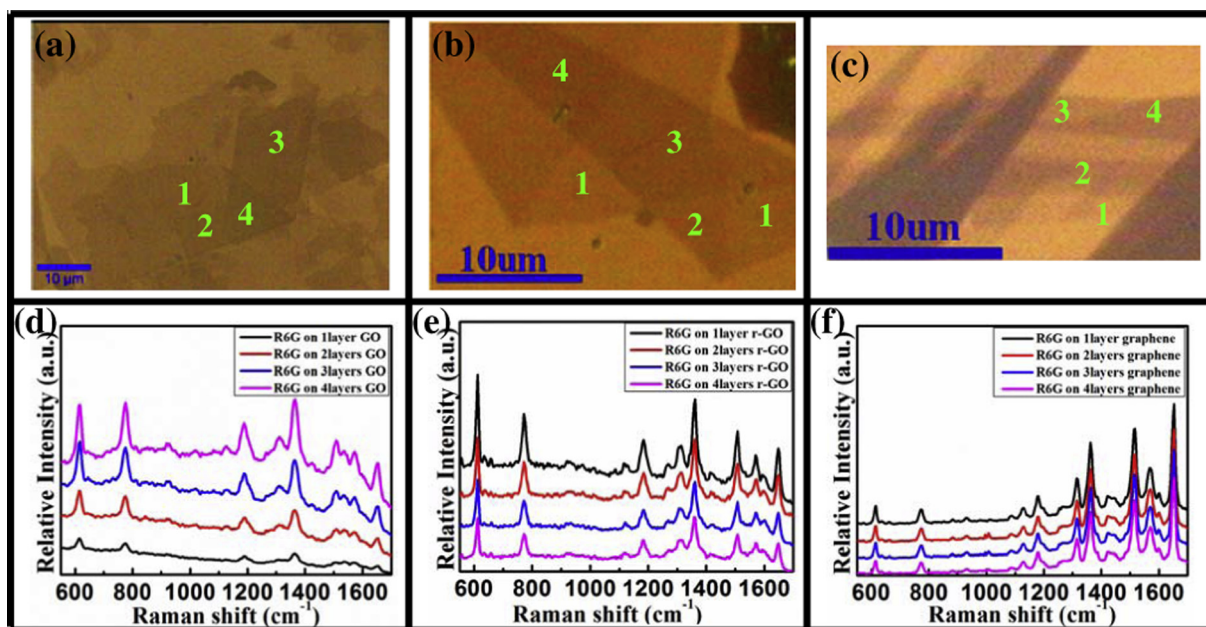 (a)
3
1
2 4
10 µm
(b)
4
3
1
2 1
10um
(c)
3 4
2
1
10um
(d)
R6G on 1layer GO
R6G on 2layers GO
R6G on 3layers GO
R6G on 4layers GO
Relative Intensity (a.u.)
600 800 1000 1200 1400 1600
Raman shift (cm⁻¹)
(e)
R6G on 1layer r-GO
R6G on 2layers r-GO
R6G on 3layers r-GO
R6G on 4layers r-GO
Relative Intensity (a.u.)
600 800 1000 1200 1400 1600
Raman shift (cm⁻¹)
(f)
R6G on 1layer graphene
R6G on 2layers graphene
R6G on 3layers graphene
R6G on 4layers graphene
Relative Intensity (a.u.)
600 800 1000 1200 1400 1600
Raman shift (cm⁻¹)